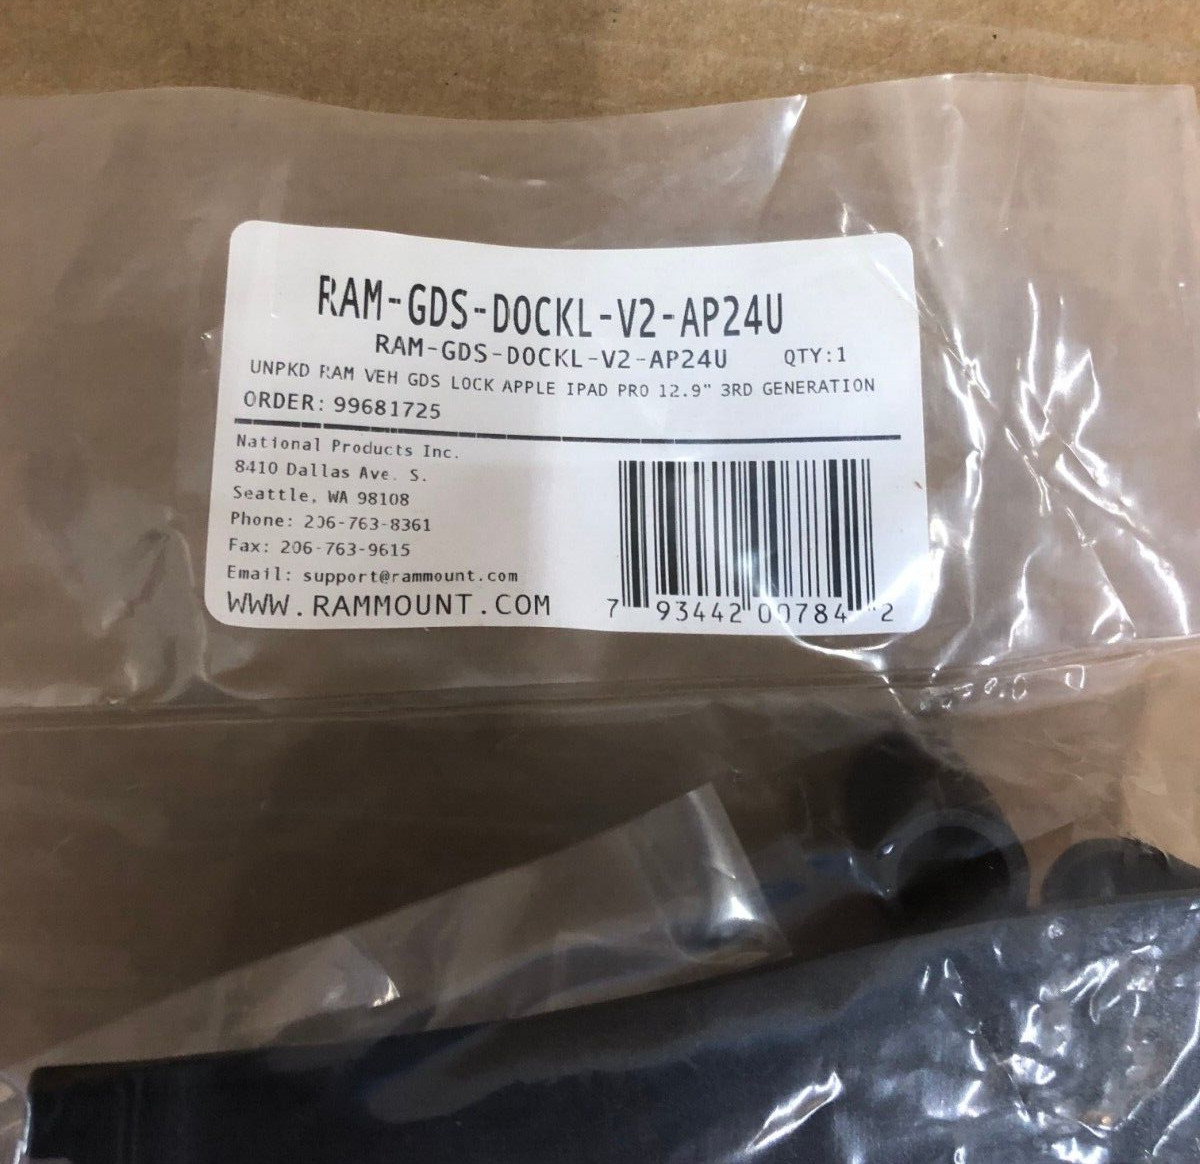 RAM-GDS-DOCKL-V2-AP24U
RAM-GDS-DOCKL-V2-AP24U QTY:1
UNPKD RAM VEH GDS LOCK APPLE IPAD PRO 12.9" 3RD GENERATION
ORDER: 99681725
National Products Inc.
8410 Dallas Ave. S.
Seattle, WA 98108
Phone: 206-763-8361
Fax: 206-763-9615
Email: support@rammount.com
WWW.RAMMOUNT.COM
7 93442 00784 2